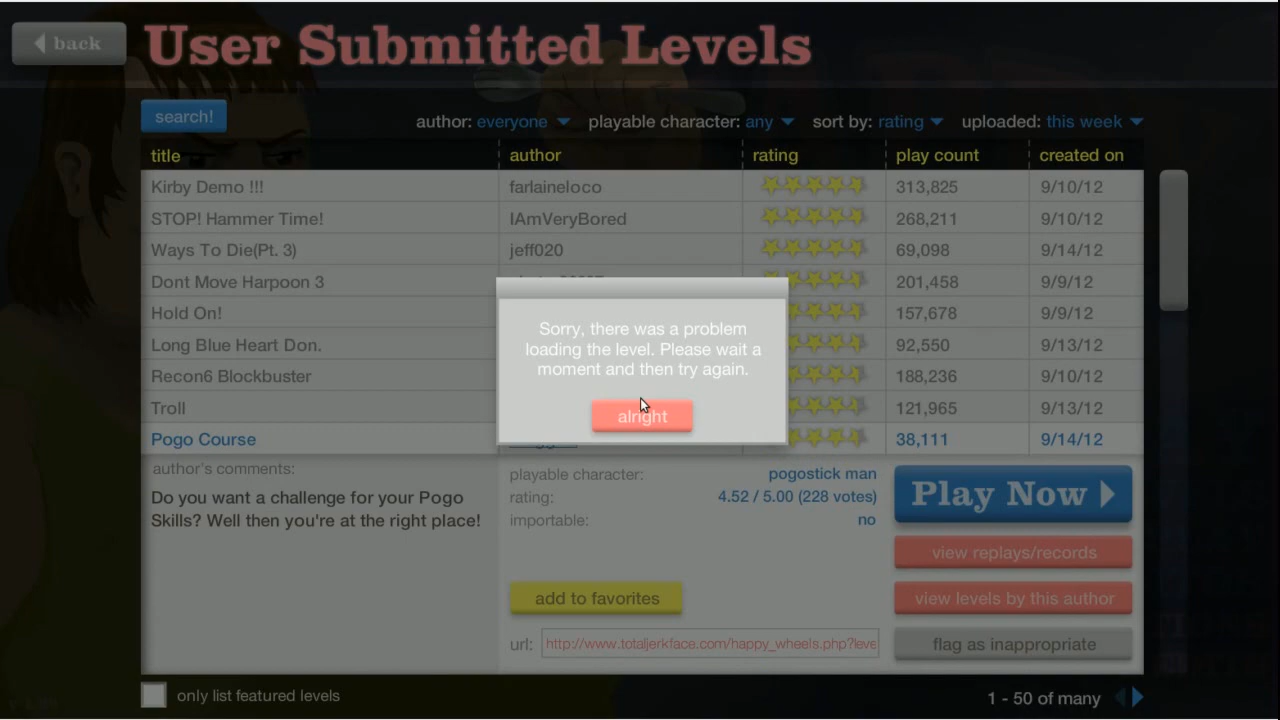 back
User Submitted Levels
search!
author: everyone playable character: any sort by: rating uploaded: this week
title author rating play count created on
Kirby Demo !!! farlaineloco 313,825 9/10/12
STOP! Hammer Time! IAmVeryBored 268,211 9/10/12
Ways To Die(Pt. 3) jeff020 69,098 9/14/12
Dont Move Harpoon 3 201,458 9/9/12
Hold On! 157,678 9/9/12
Long Blue Heart Don. 92,550 9/13/12
Recon6 Blockbuster 188,236 9/10/12
Troll 121,965 9/13/12
Pogo Course 38,111 9/14/12
Sorry, there was a problem
loading the level. Please wait a
moment and then try again.
alright
author's comments:
Do you want a challenge for your Pogo
Skills? Well then you're at the right place!
playable character: pogostick man
rating: 4.52 / 5.00 (228 votes)
importable: no
add to favorites
url: http://www.totaljerkface.com/happy_wheels.php?leve
Play Now
view replays/records
view levels by this author
flag as inappropriate
only list featured levels
1 - 50 of many